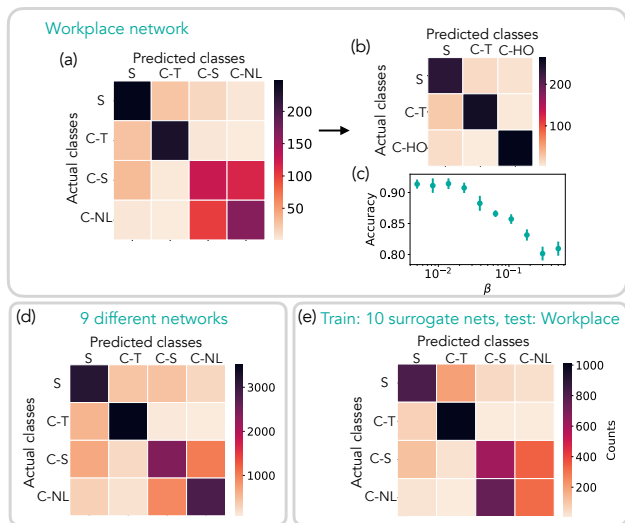 Workplace network
(a)
Predicted classes
S C-T C-S C-NL
Actual classes
S
C-T
C-S
C-NL
200
150
100
50
(b)
Predicted classes
S C-T C-HO
Actual classes
S
C-T
C-HO
200
100
(c)
Accuracy
0.90
0.85
0.80
10⁻² 10⁻¹
β
(d)
9 different networks
Predicted classes
S C-T C-S C-NL
Actual classes
S
C-T
C-S
C-NL
3000
2000
1000
(e)
Train: 10 surrogate nets, test: Workplace
Predicted classes
S C-T C-S C-NL
Actual classes
S
C-T
C-S
C-NL
1000
800
600
400
200
Counts